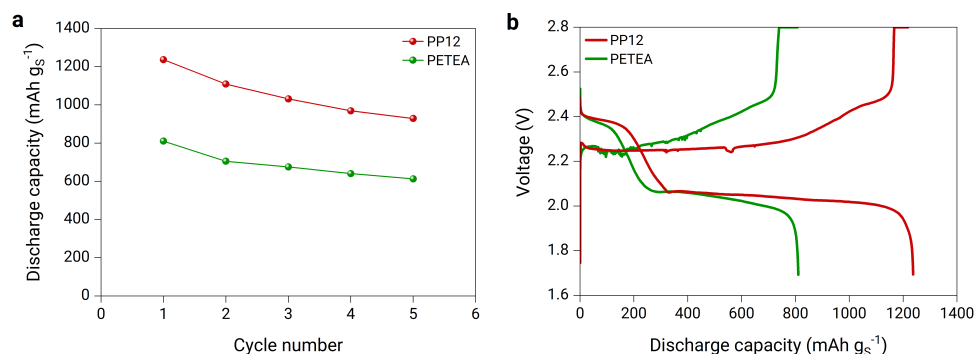 a
1400
1200
1000
800
600
400
200
0
0 1 2 3 4 5 6
Discharge capacity (mAh gS-1)
Cycle number
PP12
PETEA
b
2.8
2.6
2.4
2.2
2.0
1.8
1.6
0 200 400 600 800 1000 1200 1400
Voltage (V)
Discharge capacity (mAh gS-1)
PP12
PETEA